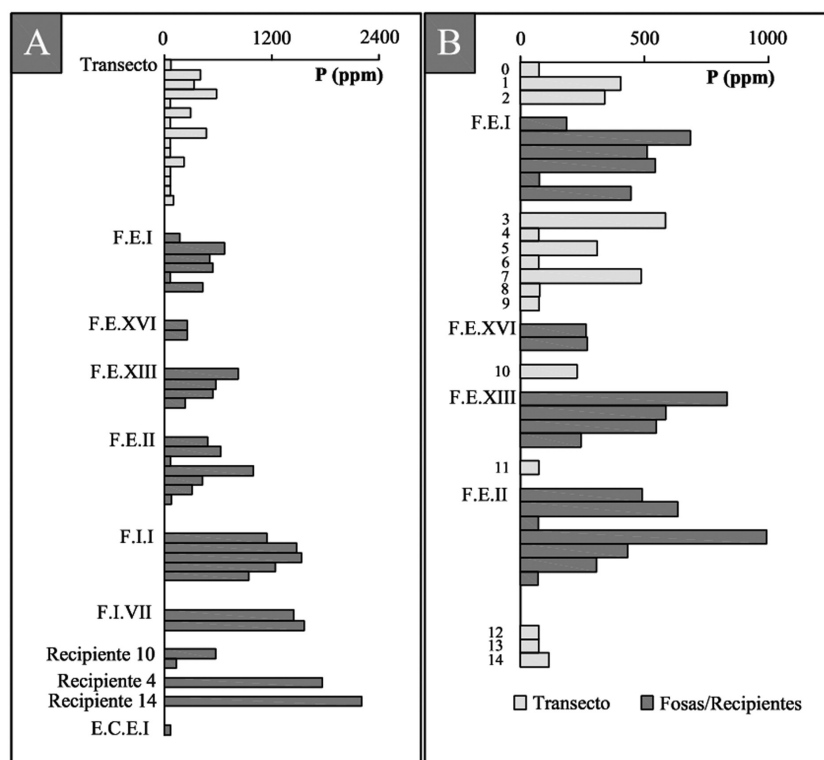 A
0 1200 2400
P (ppm)
Transecto
F.E.I
F.E.XVI
F.E.XIII
F.E.II
F.I.I
F.I.VII
Recipiente 10
Recipiente 4
Recipiente 14
E.C.E.I
B
0 500 1000
P (ppm)
0
1
2
F.E.I
3
4
5
6
7
8
9
F.E.XVI
10
F.E.XIII
11
F.E.II
12
13
14
Transecto Fosas/Recipientes